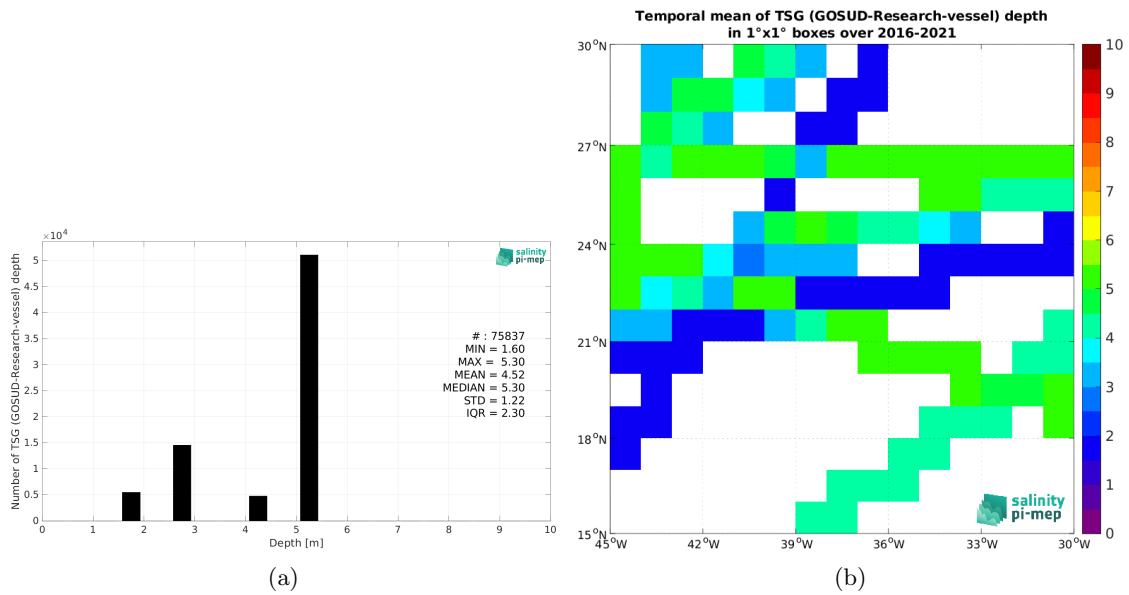 ×10⁴
5
4.5
4
3.5
3
2.5
2
1.5
1
0.5
0
Number of TSG (GOSUD-Research-vessel) depth
salinity
pi-mep
# : 75837
MIN = 1.60
MAX = 5.30
MEAN = 4.52
MEDIAN = 5.30
STD = 1.22
IQR = 2.30
0 1 2 3 4 5 6 7 8 9 10
Depth [m]
(a)
Temporal mean of TSG (GOSUD-Research-vessel) depth
in 1°x1° boxes over 2016-2021
30°N
27°N
24°N
21°N
18°N
15°N
45°W 42°W 39°W 36°W 33°W 30°W
salinity
pi-mep
10
9
8
7
6
5
4
3
2
1
0
(b)